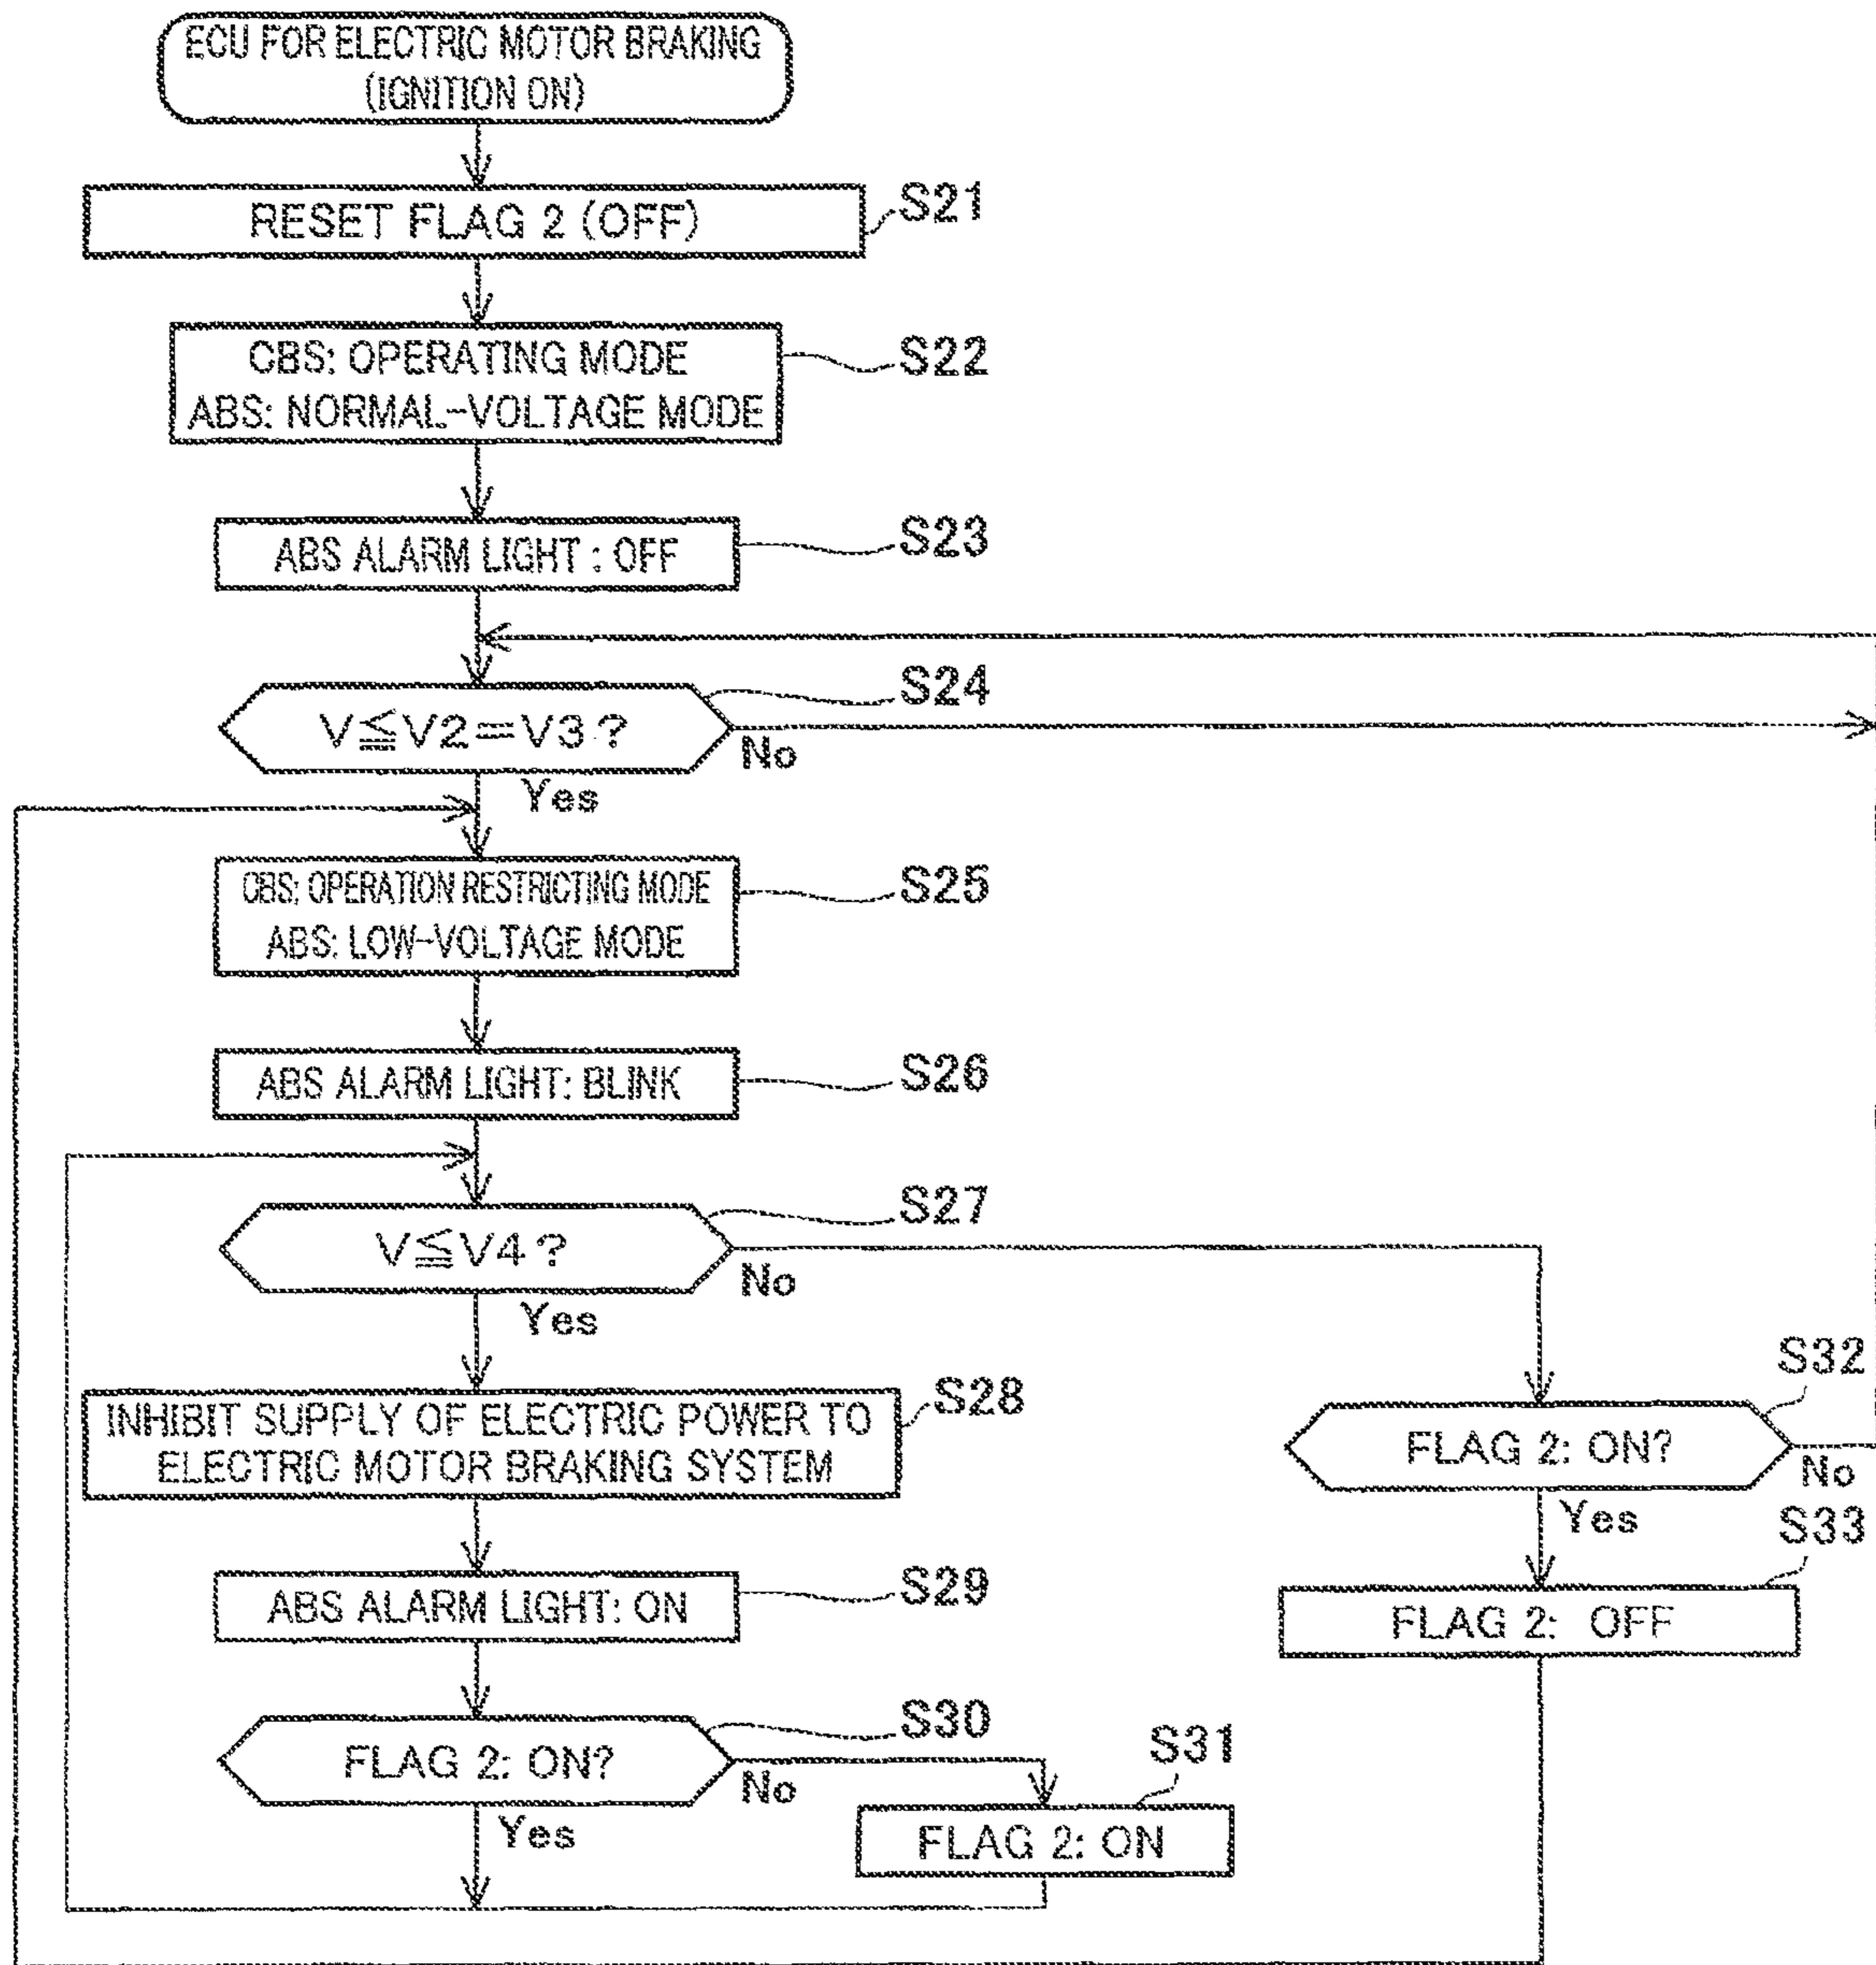 ECU FOR ELECTRIC MOTOR BRAKING
(IGNITION ON)
RESET FLAG 2 (OFF)
S21
CBS: OPERATING MODE
ABS: NORMAL-VOLTAGE MODE
S22
ABS ALARM LIGHT : OFF
S23
V≦V2=V3?
S24
No
Yes
CBS: OPERATION RESTRICTING MODE
ABS: LOW-VOLTAGE MODE
S25
ABS ALARM LIGHT: BLINK
S26
V≦V4?
S27
No
Yes
INHIBIT SUPPLY OF ELECTRIC POWER TO
ELECTRIC MOTOR BRAKING SYSTEM
S28
FLAG 2: ON?
S32
No
Yes
ABS ALARM LIGHT: ON
S29
FLAG 2: OFF
S33
FLAG 2: ON?
S30
No
Yes
FLAG 2: ON
S31